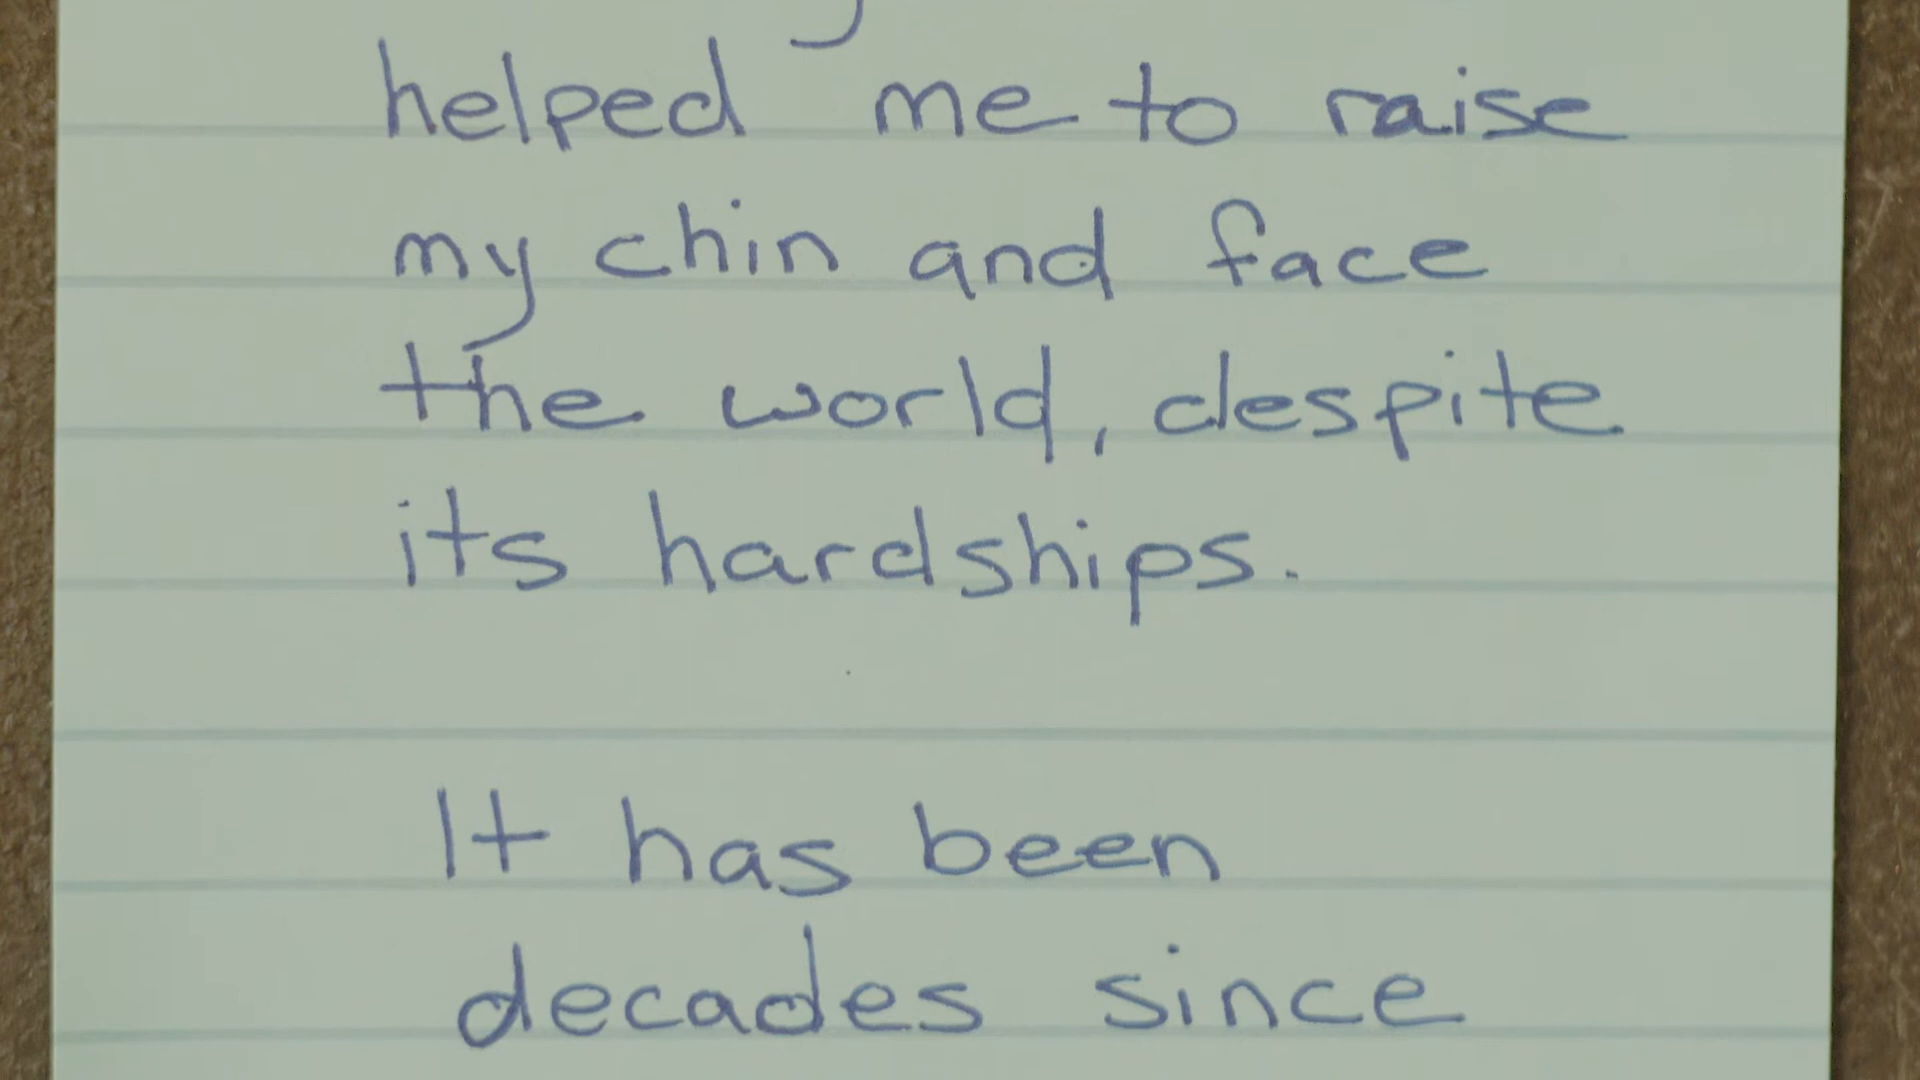 helped me to raise
my chin and face
the world, despite
its hardships.
It has been
decades since